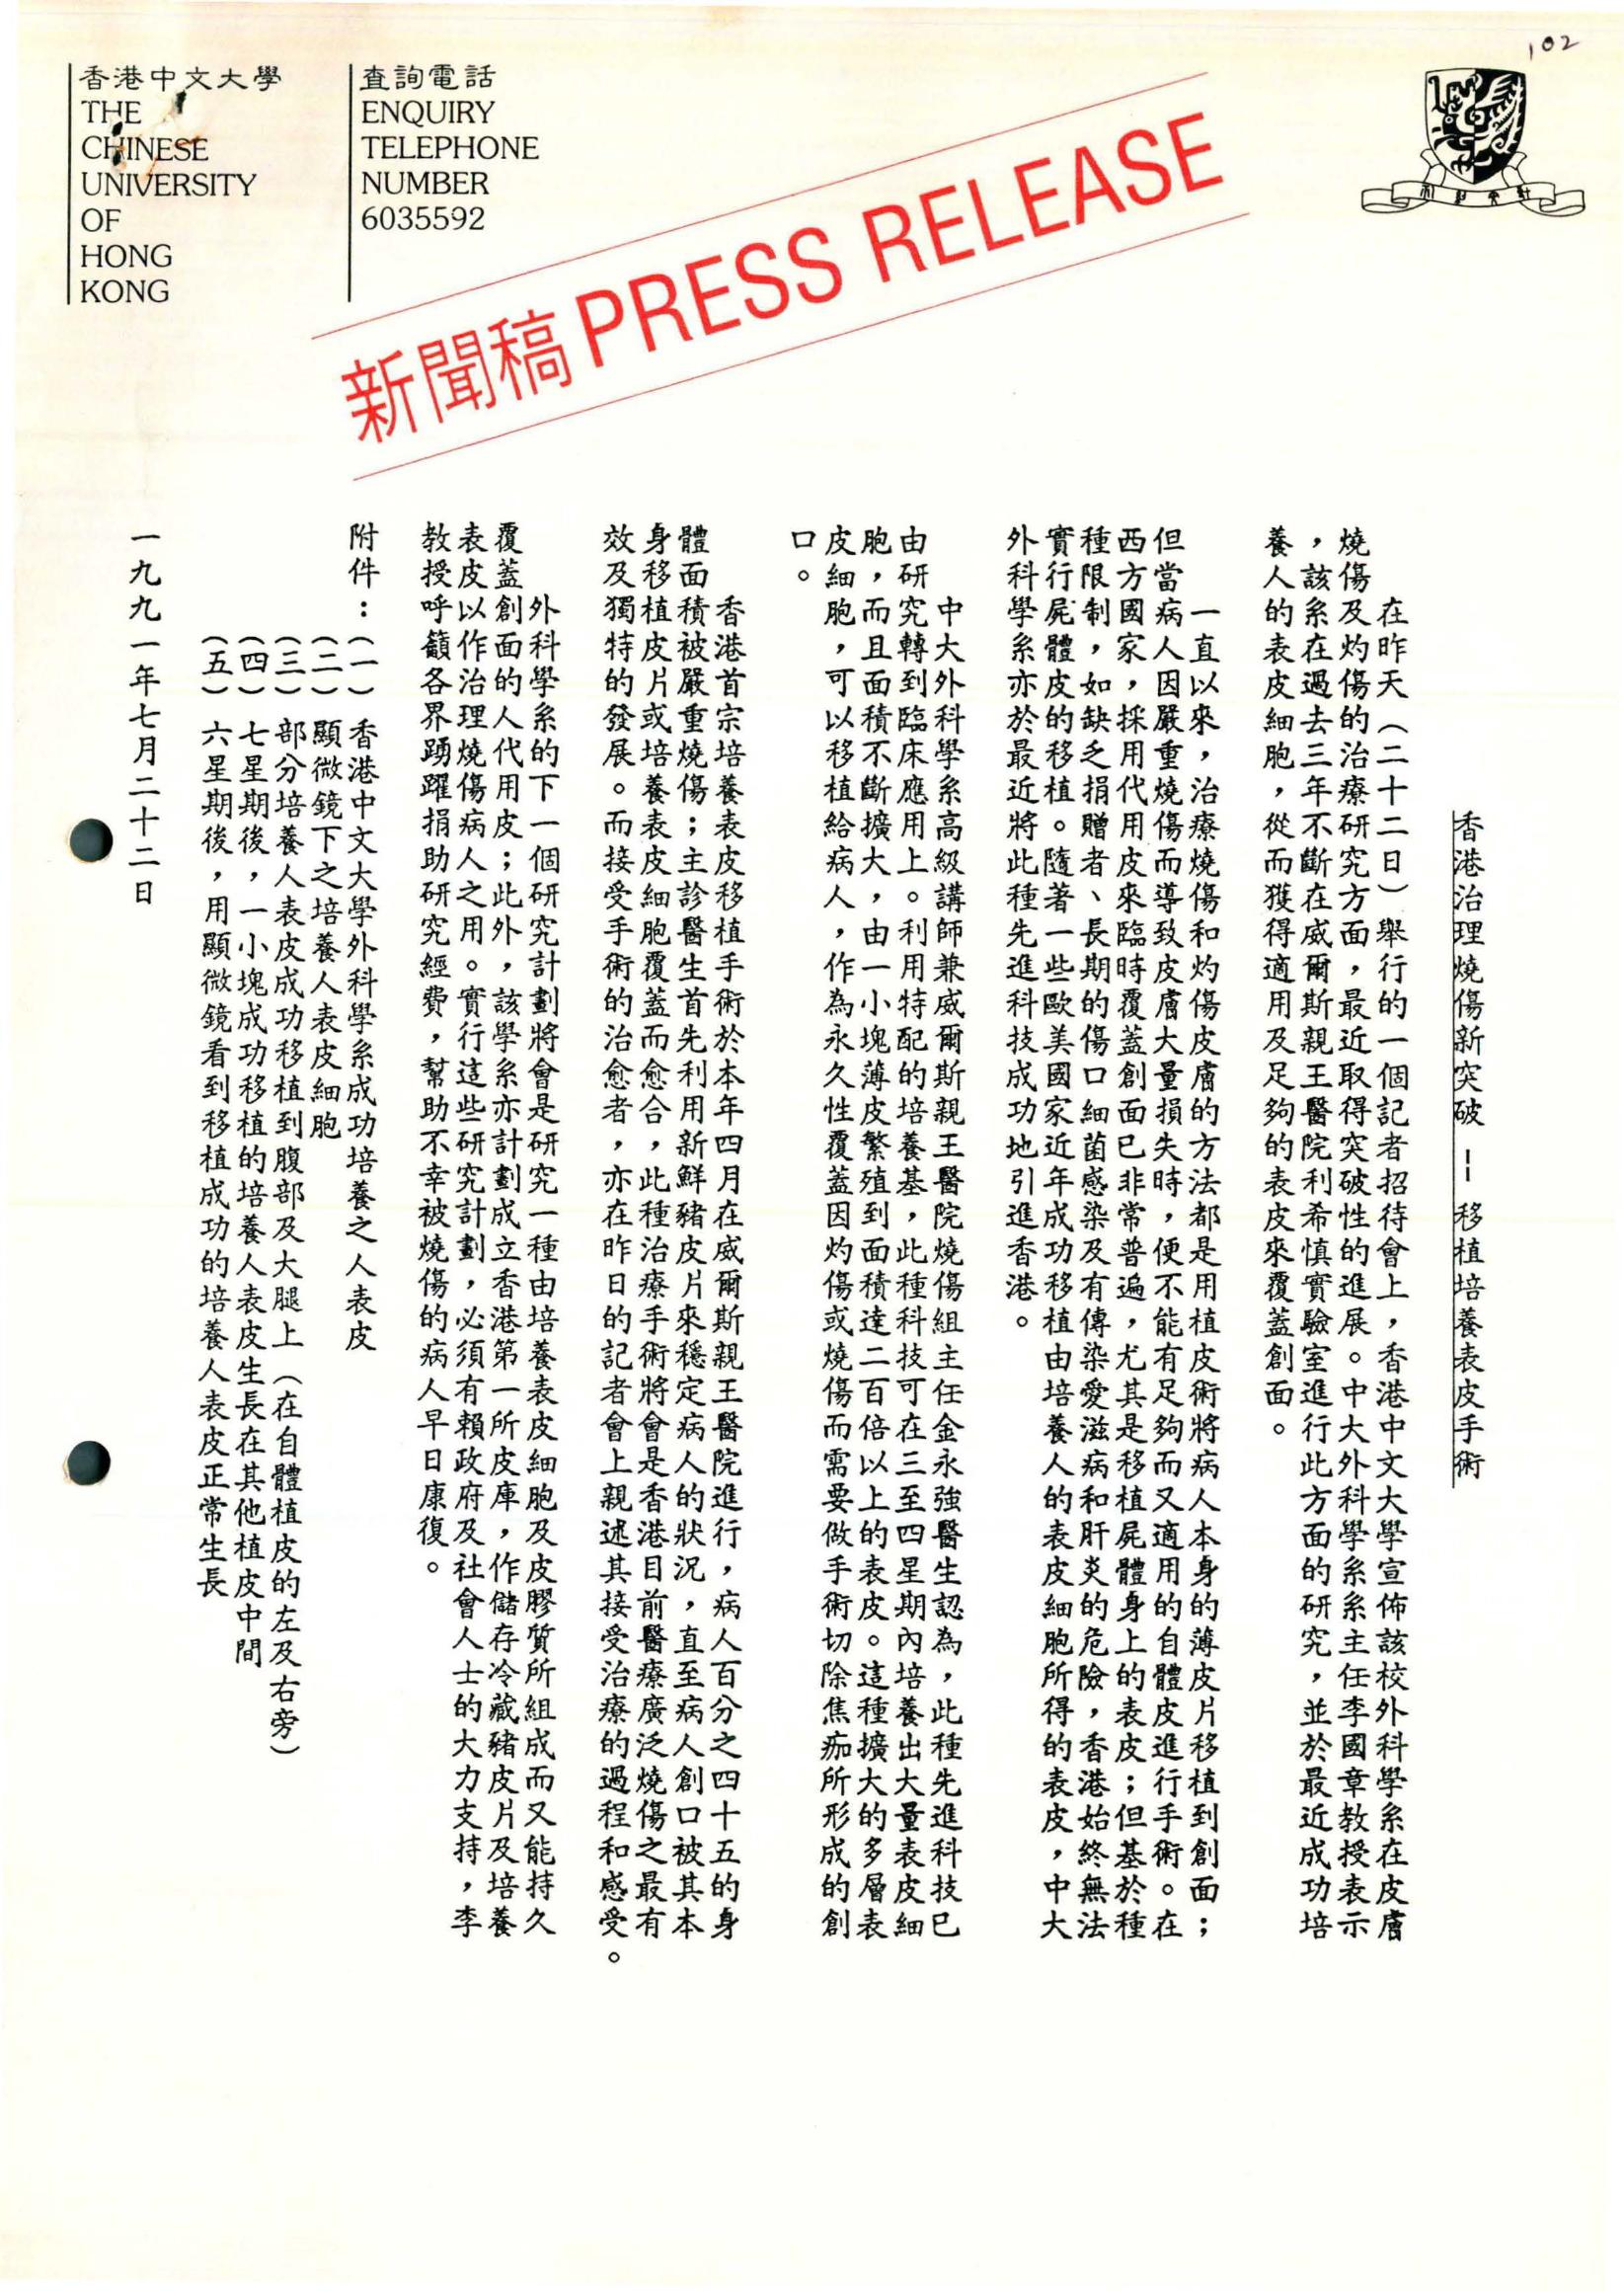 102
香港中文大學
THE
CHINESE
UNIVERSITY
OF
HONG
KONG
查詢電話
ENQUIRY
TELEPHONE
NUMBER
6035592
新聞稿 PRESS RELEASE
香港治理燒傷新突破 -- 移植培養表皮手術
在昨天(二十二日)舉行的一個記者招待會上，香港中文大學宣佈該校外科學系在皮膚
燒傷及灼傷的治療研究方面，最近取得突破性的進展。中大外科學系系主任李國章教授表示
，該系在過去三年不斷在威爾斯親王醫院利希慎實驗室進行此方面的研究，並於最近成功培
養人的表皮細胞，從而獲得適用及足夠的表皮來覆蓋創面。
一直以來，治療燒傷和灼傷皮膚的方法都是用植皮術將病人本身的薄皮片移植到創面；
但當病人因嚴重燒傷而導致皮膚大量損失時，便不能有足夠而又適用的自體皮進行手術。在
西方國家，採用代用皮來臨時覆蓋創面已非常普遍，尤其是移植屍體身上的表皮；但基於種
種限制，如缺乏捐贈者、長期的傷口細菌感染及有傳染愛滋病和肝炎的危險，香港始終無法
實行屍體皮的移植。隨著一些歐美國家近年成功移植由培養人的表皮細胞所得的表皮，中大
外科學系亦於最近將此種先進科技成功地引進香港。
中大外科學系高級講師兼威爾斯親王醫院燒傷組主任金永強醫生認為，此種先進科技已
由研究轉到臨床應用上。利用特配的培養基，此種科技可在三至四星期內培養出大量表皮細
胞，而且面積不斷擴大，由一小塊薄皮繁殖到面積達二百倍以上的表皮。這種擴大的多層表
皮細胞，可以移植給病人，作為永久性覆蓋因灼傷或燒傷而需要做手術切除焦痂所形成的創
口。
香港首宗培養表皮移植手術於本年四月在威爾斯親王醫院進行，病人百分之四十五的身
體面積被嚴重燒傷；主診醫生首先利用新鮮豬皮片來穩定病人的狀況，直至病人創口被其本
身移植皮片或培養表皮細胞覆蓋而愈合，此種治療手術將會是香港目前醫療廣泛燒傷之最有
效及獨特的發展。而接受手術的治愈者，亦在昨日的記者會上親述其接受治療的過程和感受。
外科學系的下一個研究計劃將會是研究一種由培養表皮細胞及皮膠質所組成而又能持久
覆蓋創面的人代用皮；此外，該學系亦計劃成立香港第一所皮庫，作儲存冷藏豬皮片及培養
表皮以作治理燒傷病人之用。實行這些研究計劃，必須有賴政府及社會人士的大力支持，李
教授呼籲各界踴躍捐助研究經費，幫助不幸被燒傷的病人早日康復。
附件：(一) 香港中文大學外科學系成功培養之人表皮
(二) 顯微鏡下之培養人表皮細胞
(三) 部分培養人表皮成功移植到腹部及大腿上(在自體植皮的左及右旁)
(四) 七星期後，一小塊成功移植的培養人表皮生長在其他植皮中間
(五) 六星期後，用顯微鏡看到移植成功的培養人表皮正常生長
一九九一年七月二十二日